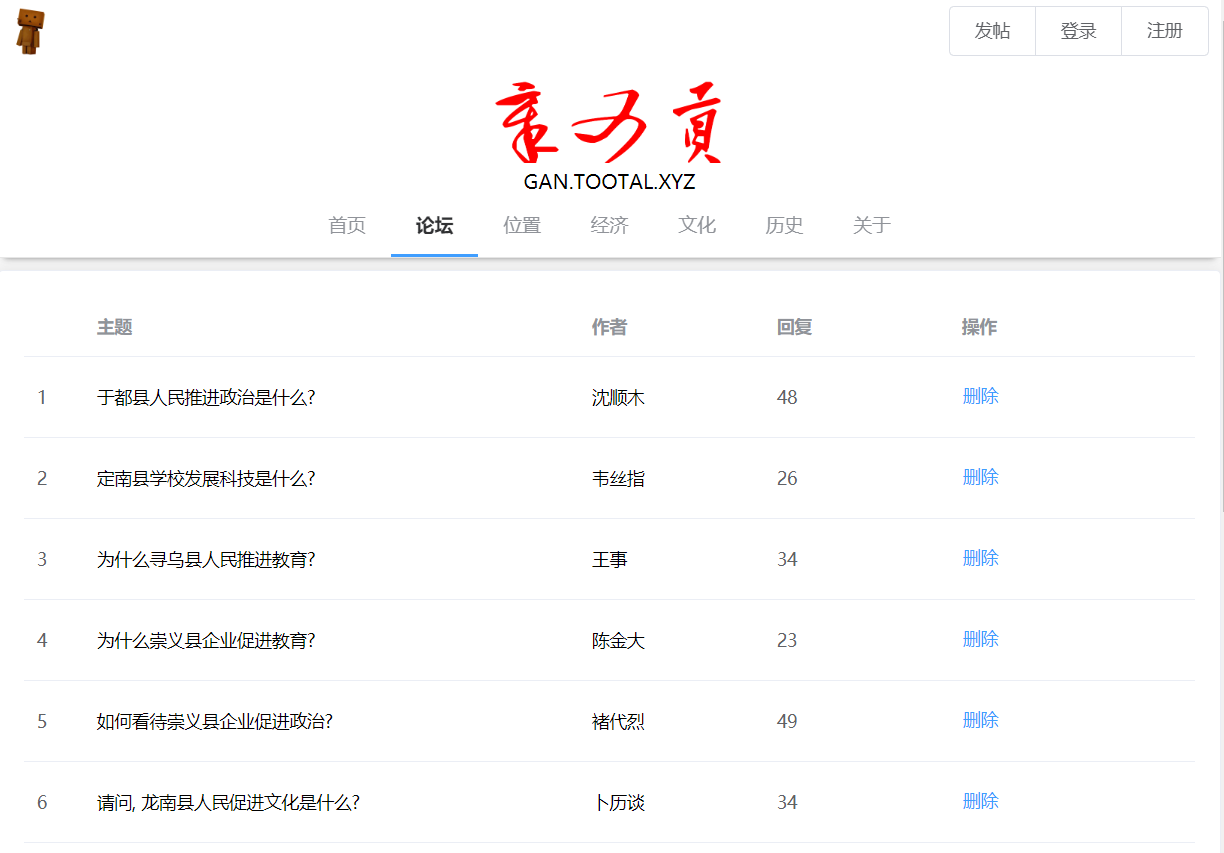 发帖 登录 注册
GAN.TOOTAL.XYZ
首页 论坛 位置 经济 文化 历史 关于
主题 作者 回复 操作
1 于都县人民推进政治是什么? 沈顺木 48 删除
2 定南县学校发展科技是什么? 韦丝指 26 删除
3 为什么寻乌县人民推进教育? 王事 34 删除
4 为什么崇义县企业促进教育? 陈金大 23 删除
5 如何看待崇义县企业促进政治? 褚代烈 49 删除
6 请问, 龙南县人民促进文化是什么? 卜历谈 34 删除